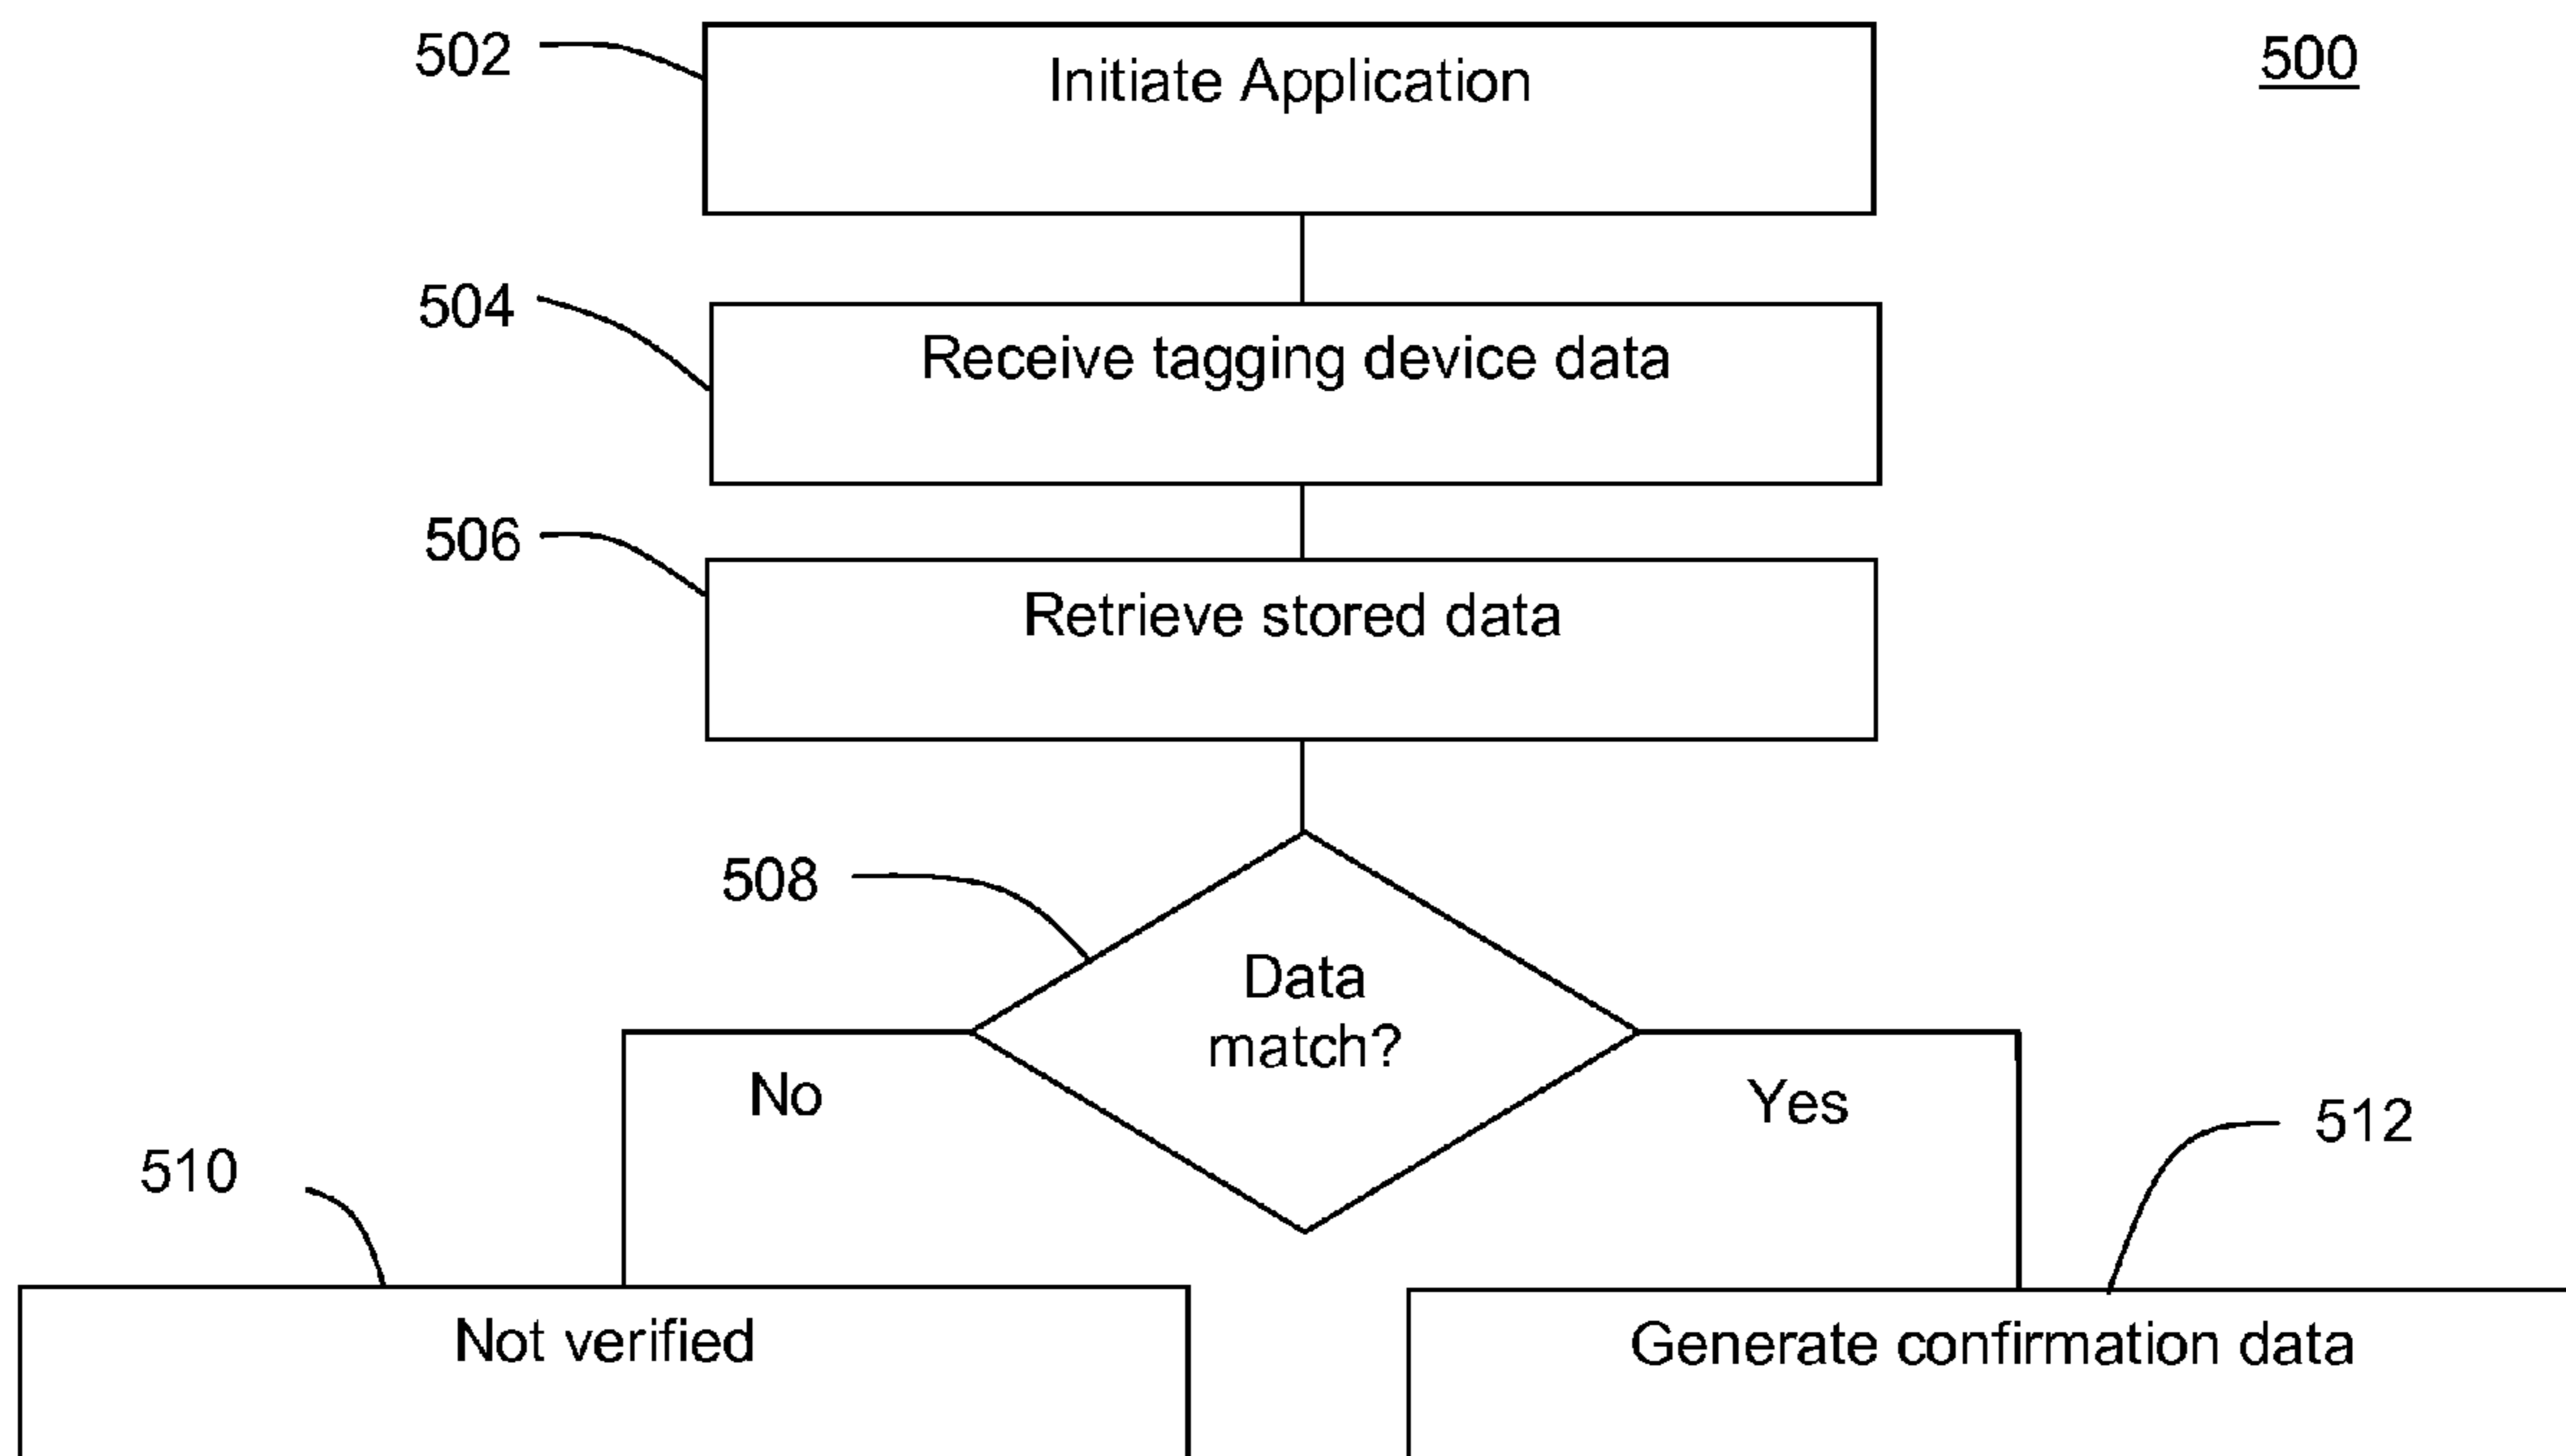 502
Initiate Application
500
504
Receive tagging device data
506
Retrieve stored data
508
Data
match?
No
Yes
510
512
Not verified
Generate confirmation data